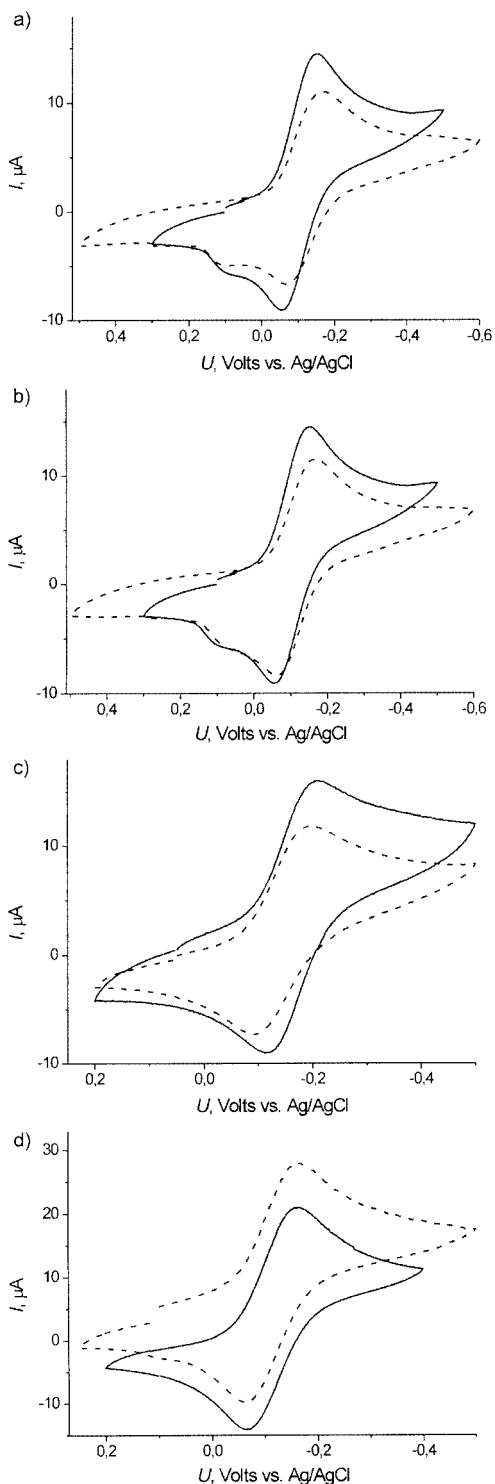 a)
10
0
-10
I, µA
0,4 0,2 0,0 -0,2 -0,4 -0,6
U, Volts vs. Ag/AgCl
b)
10
0
-10
I, µA
0,4 0,2 0,0 -0,2 -0,4 -0,6
U, Volts vs. Ag/AgCl
c)
10
0
-10
I, µA
0,2 0,0 -0,2 -0,4
U, Volts vs. Ag/AgCl
d)
30
20
10
0
-10
I, µA
0,0 -0,2 -0,4
U, Volts vs. Ag/AgCl